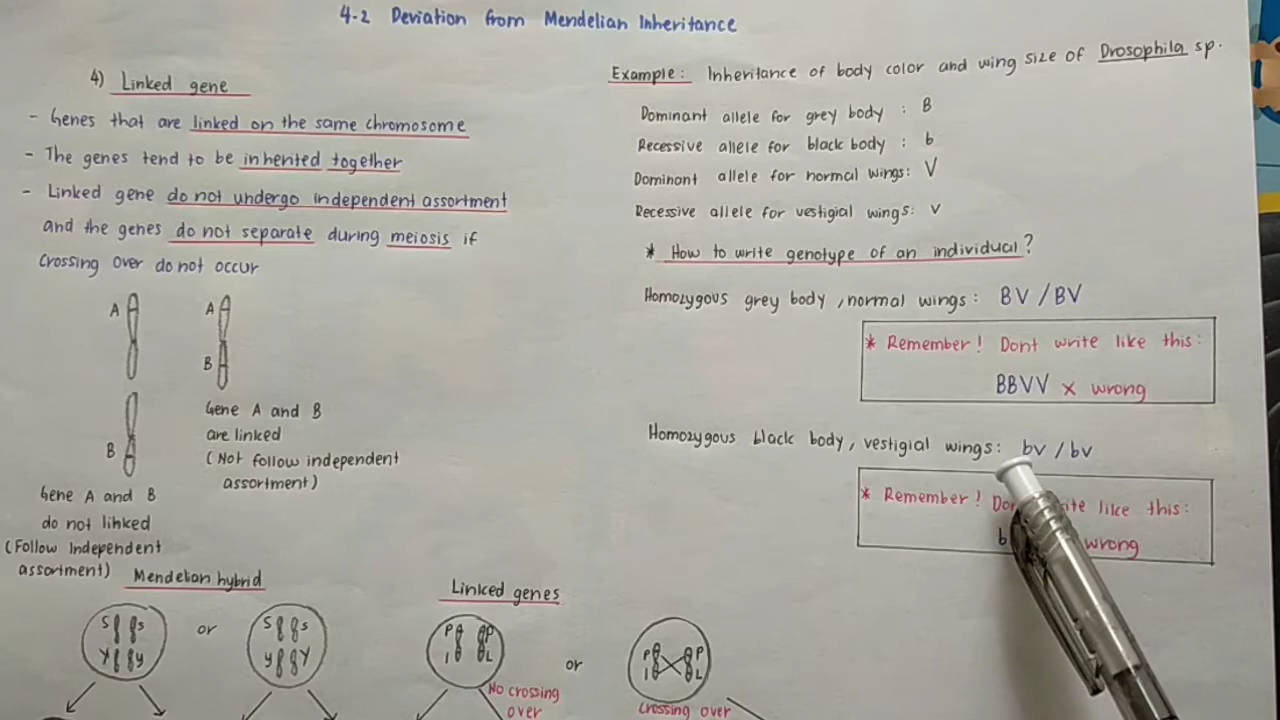 4-2 Deviation from Mendelian Inheritance
4) Linked gene
- Genes that are linked on the same chromosome
- The genes tend to be inherited together
- Linked gene do not undergo independent assortment
and the genes do not separate during meiosis if
crossing over do not occur
A
B
Gene A and B
do not linked
(Follow Independent
assortment)
A
B
Gene A and B
are linked
(Not follow independent
assortment)
Mendelian hybrid
S s
Y y
or
S s
y Y
Linked genes
P P
l L
No crossing
over
or
P P
l L
Crossing over
Example: Inheritance of body color and wing size of Drosophila sp.
Dominant allele for grey body : B
Recessive allele for black body : b
Dominant allele for normal wings: V
Recessive allele for vestigial wings: v
* How to write genotype of an individual?
Homozygous grey body, normal wings: BV / BV
* Remember! Dont write like this:
BBVV x wrong
Homozygous black body, vestigial wings: bv / bv
* Remember! like this:
b wrong